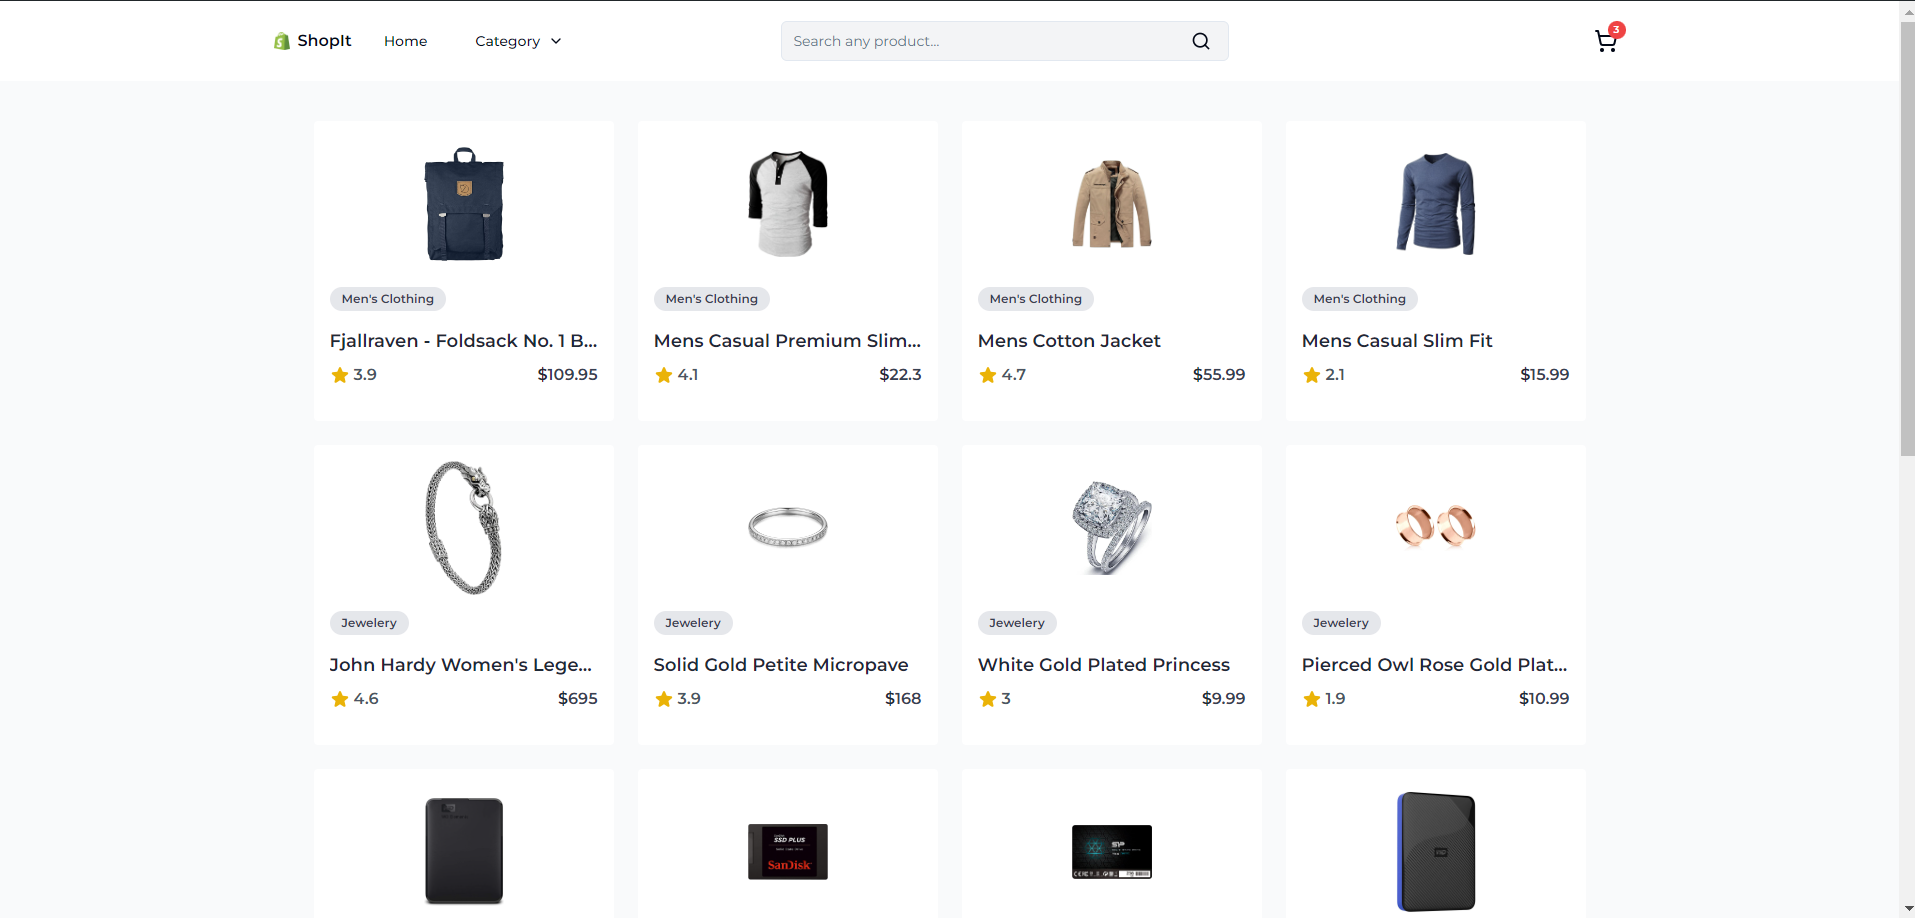 ShopIt Home Category Search any product... 3
Men's Clothing Men's Clothing Men's Clothing Men's Clothing
Fjallraven - Foldsack No. 1 B... Mens Casual Premium Slim... Mens Cotton Jacket Mens Casual Slim Fit
3.9 $109.95 4.1 $22.3 4.7 $55.99 2.1 $15.99
Jewelery Jewelery Jewelery Jewelery
John Hardy Women's Lege... Solid Gold Petite Micropave White Gold Plated Princess Pierced Owl Rose Gold Plat...
4.6 $695 3.9 $168 3 $9.99 1.9 $10.99
SSD PLUS
SanDisk
SP
WD